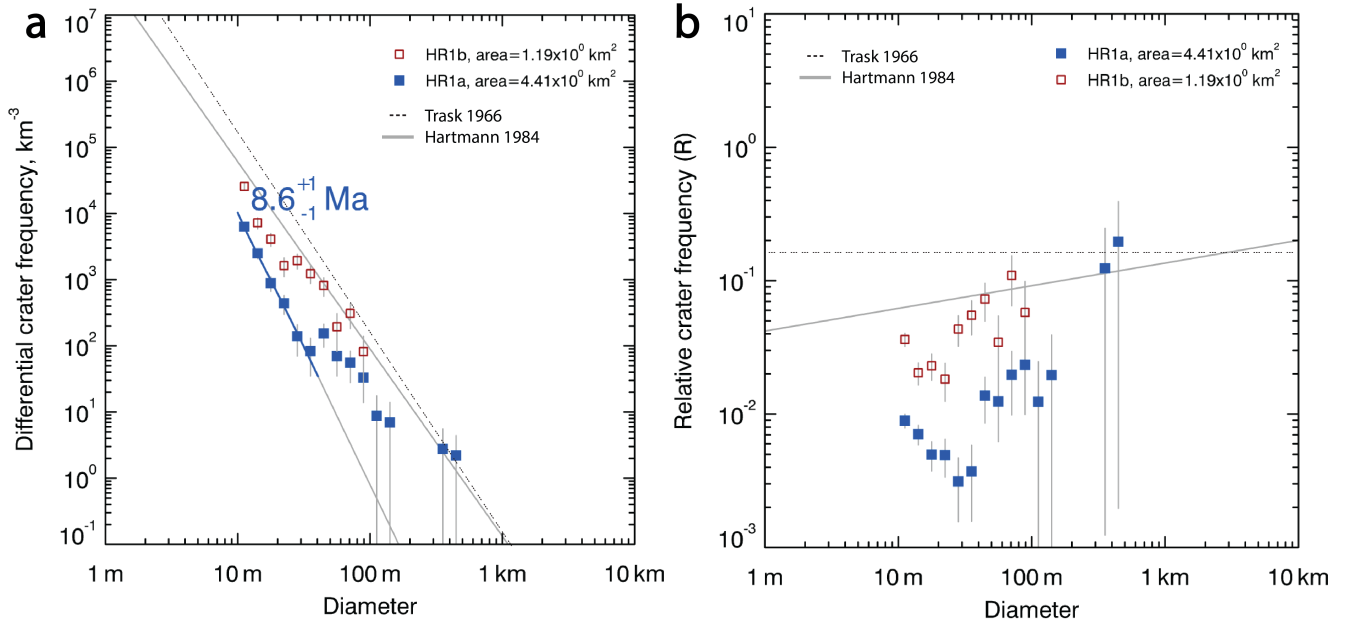 a
Differential crater frequency, km⁻³
10⁷
10⁶
10⁵
10⁴
10³
10²
10¹
10⁰
10⁻¹
HR1b, area=1.19x10⁰ km²
HR1a, area=4.41x10⁰ km²
Trask 1966
Hartmann 1984
8.6 +1 -1 Ma
1 m 10 m 100 m 1 km 10 km
Diameter
b
Relative crater frequency (R)
10¹
10⁰
10⁻¹
10⁻²
10⁻³
Trask 1966
Hartmann 1984
HR1a, area=4.41x10⁰ km²
HR1b, area=1.19x10⁰ km²
1 m 10 m 100 m 1 km 10 km
Diameter